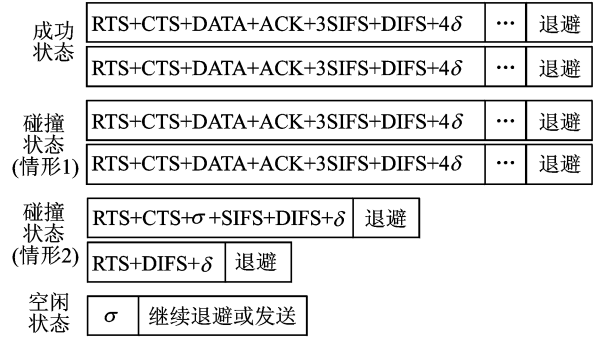 成功
状态
RTS+CTS+DATA+ACK+3SIFS+DIFS+4δ ··· 退避
RTS+CTS+DATA+ACK+3SIFS+DIFS+4δ ··· 退避
碰撞
状态
(情形1)
RTS+CTS+DATA+ACK+3SIFS+DIFS+4δ ··· 退避
RTS+CTS+DATA+ACK+3SIFS+DIFS+4δ ··· 退避
碰撞
状态
(情形2)
RTS+CTS+σ+SIFS+DIFS+δ 退避
RTS+DIFS+δ 退避
空闲
状态
σ 继续退避或发送